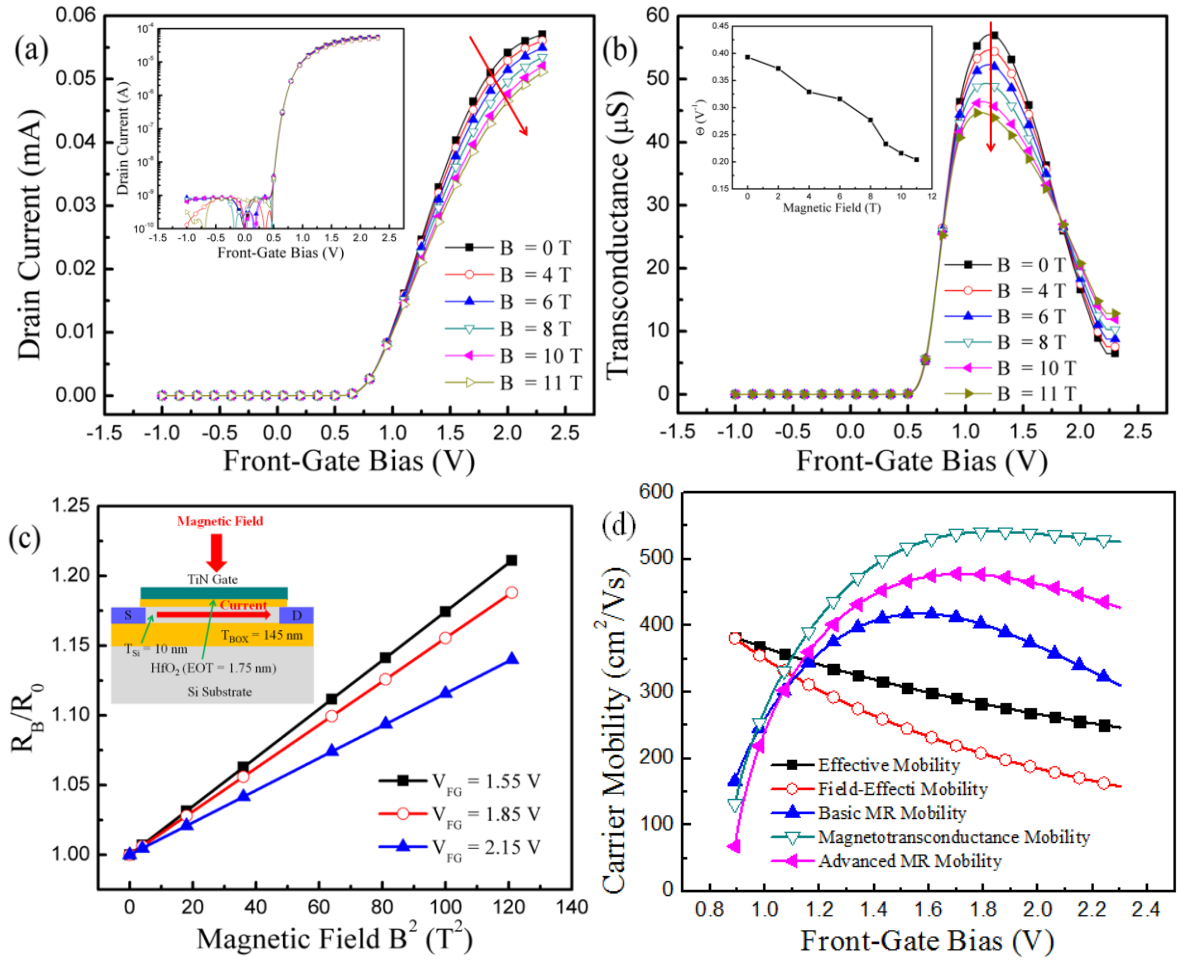 (a)
Drain Current (mA)
0.06
0.05
0.04
0.03
0.02
0.01
0.00
-1.5 -1.0 -0.5 0.0 0.5 1.0 1.5 2.0 2.5
Front-Gate Bias (V)
Drain Current (A)
10-4
10-5
10-6
10-7
10-8
10-9
10-10
-1.5 -1.0 -0.5 0.0 0.5 1.0 1.5 2.0 2.5
Front-Gate Bias (V)
B = 0 T
B = 4 T
B = 6 T
B = 8 T
B = 10 T
B = 11 T
(b)
Transconductance (μS)
60
50
40
30
20
10
0
-1.5 -1.0 -0.5 0.0 0.5 1.0 1.5 2.0 2.5
Front-Gate Bias (V)
Θ (V-1)
0.45
0.40
0.35
0.30
0.25
0.20
0.15
0 2 4 6 8 10 12
Magnetic Field (T)
B = 0 T
B = 4 T
B = 6 T
B = 8 T
B = 10 T
B = 11 T
(c)
RB/R0
1.25
1.20
1.15
1.10
1.05
1.00
0 20 40 60 80 100 120 140
Magnetic Field B2 (T2)
Magnetic Field
TiN Gate
Current
S
D
TBOX = 145 nm
TSi = 10 nm
HfO2 (EOT = 1.75 nm)
Si Substrate
VFG = 1.55 V
VFG = 1.85 V
VFG = 2.15 V
(d)
Carrier Mobility (cm2/Vs)
600
500
400
300
200
100
0
0.8 1.0 1.2 1.4 1.6 1.8 2.0 2.2 2.4
Front-Gate Bias (V)
Effective Mobility
Field-Effecti Mobility
Basic MR Mobility
Magnetotransconductance Mobility
Advanced MR Mobility